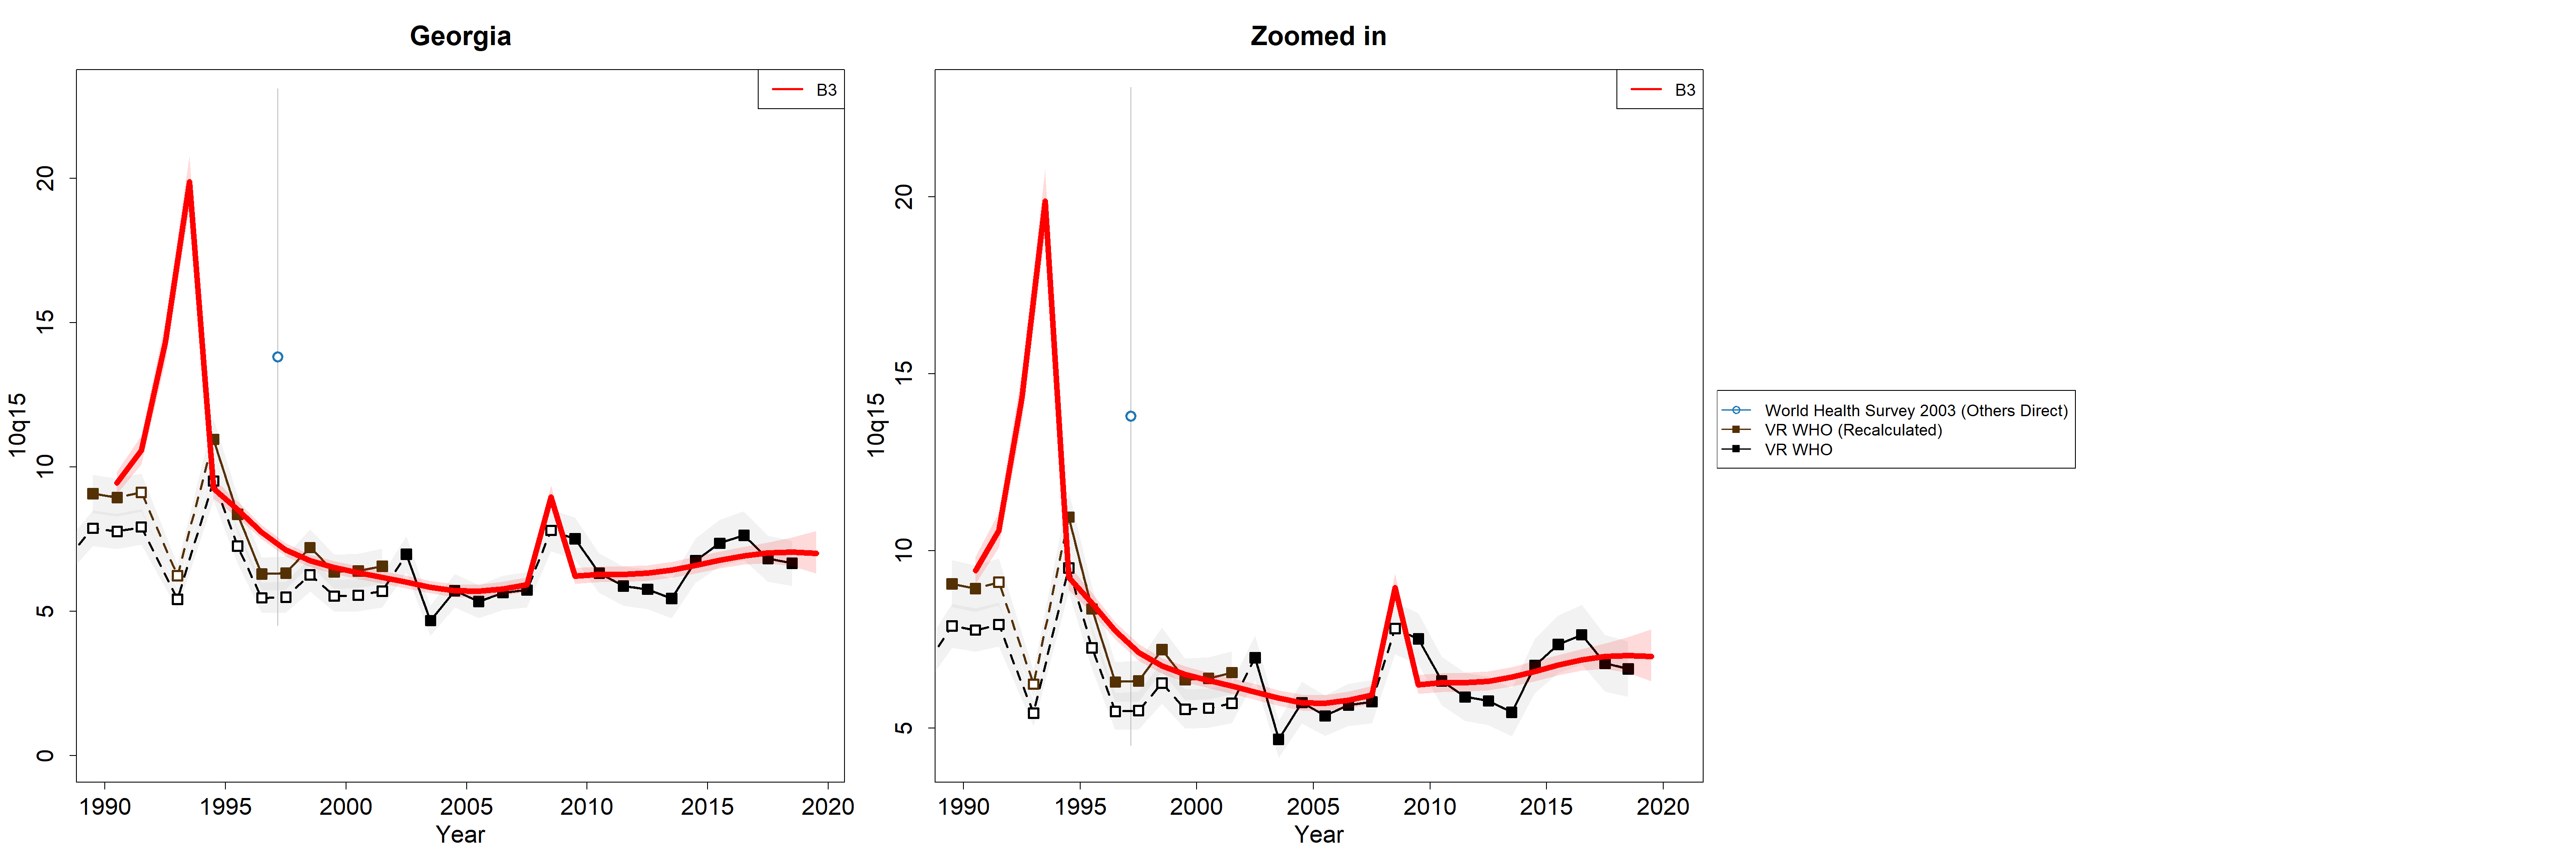 Georgia
B3
20
15
10
5
0
10q15
1990 1995 2000 2005 2010 2015 2020
Year
Zoomed in
B3
20
15
10
5
10q15
1990 1995 2000 2005 2010 2015 2020
Year
World Health Survey 2003 (Others Direct)
VR WHO (Recalculated)
VR WHO